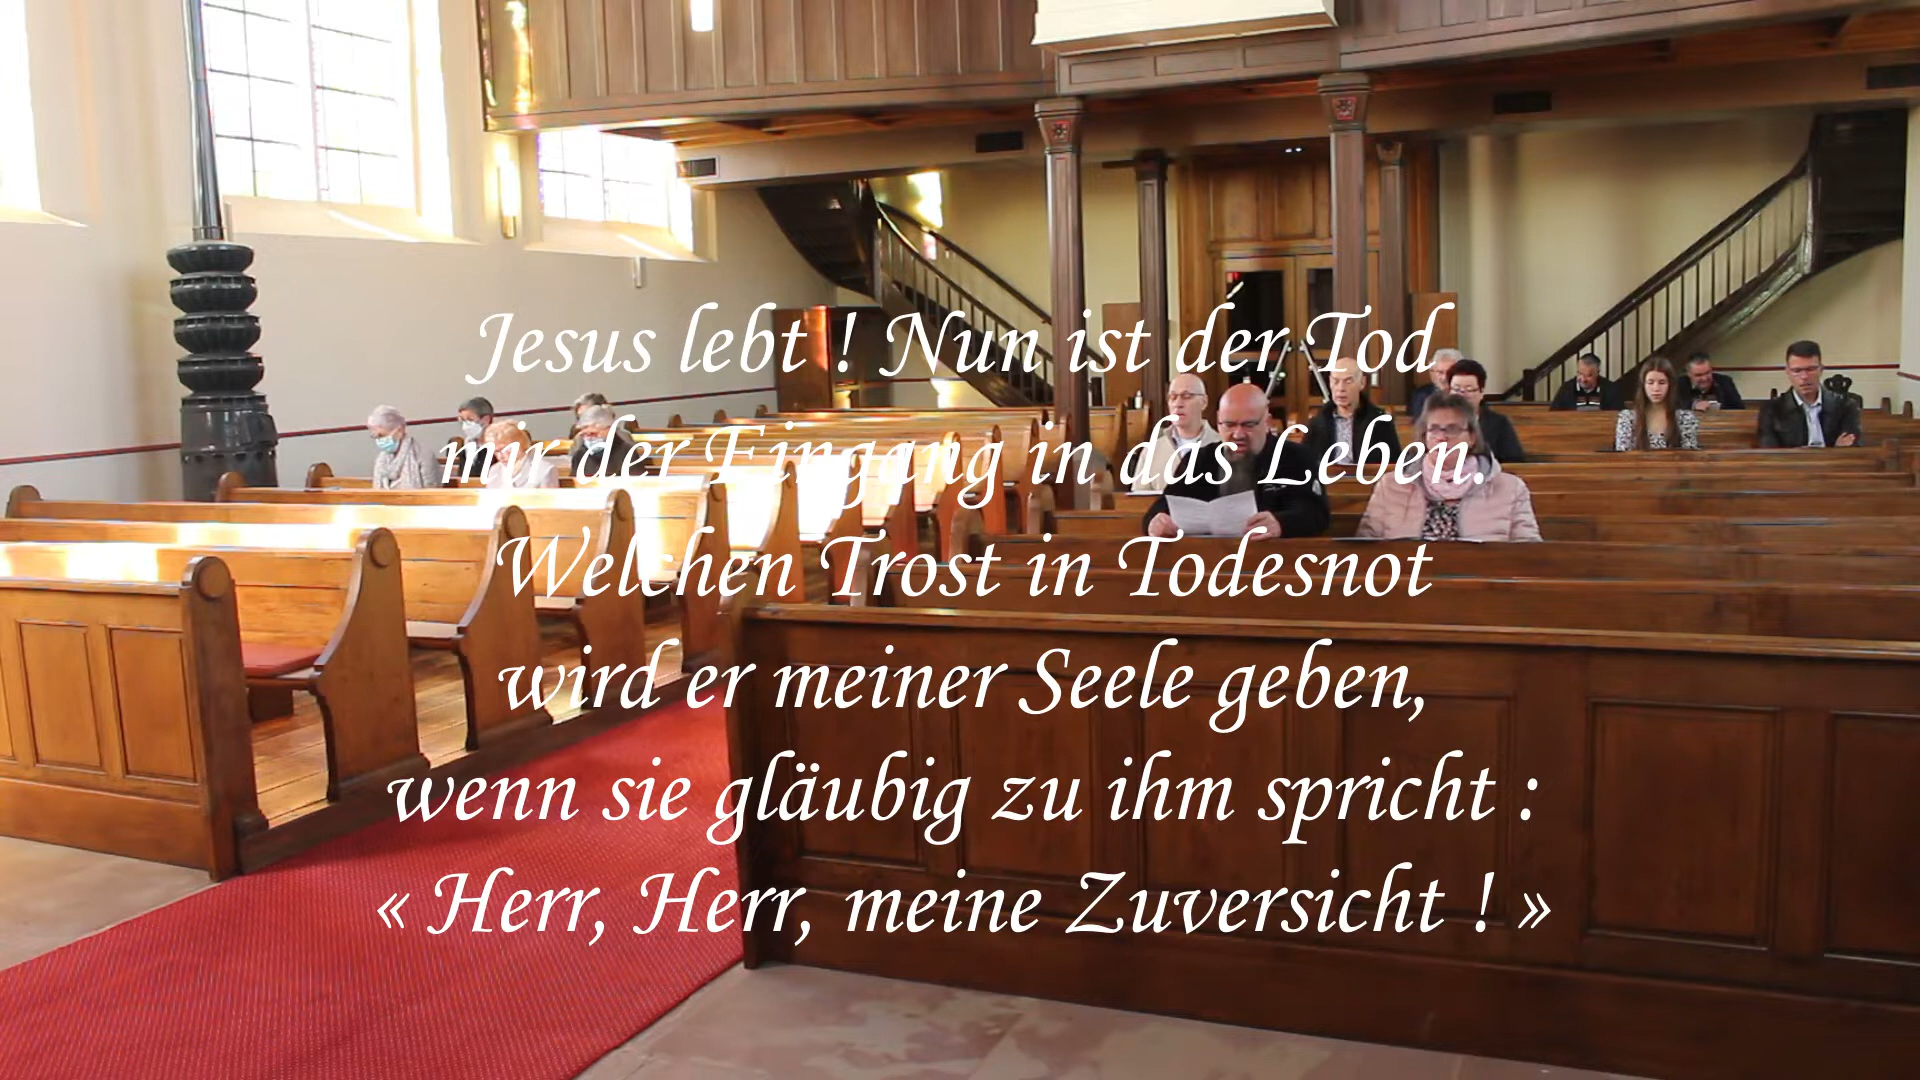 Jesus lebt ! Nun ist der Tod
mir der Eingang in das Leben.
Welchen Trost in Todesnot
wird er meiner Seele geben,
wenn sie gläubig zu ihm spricht :
« Herr, Herr, meine Zuversicht ! »